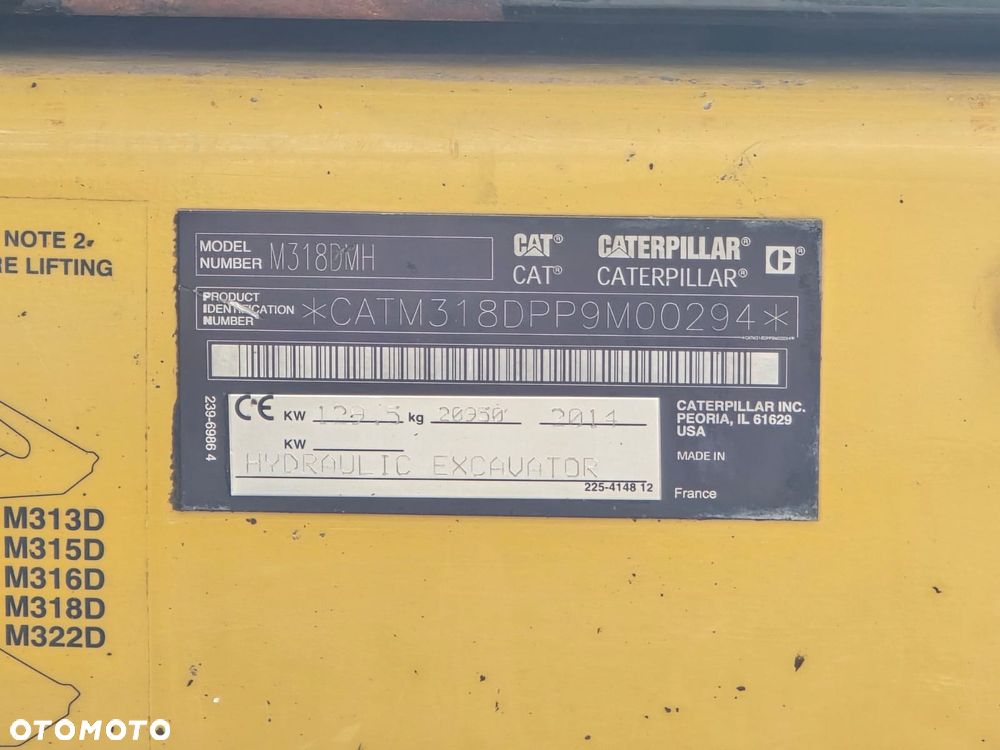 NOTE 2-
RE LIFTING
MODEL
NUMBER M318DMH
CAT® CATERPILLAR®
CAT® CATERPILLAR®
PRODUCT
IDENTIFICATION
NUMBER *CATM318DPP9M00294*
239-6986 4
CE KW 129.5 kg 20950 2014
KW
HYDRAULIC EXCAVATOR
225-4148 12
CATERPILLAR INC.
PEORIA, IL 61629
USA
MADE IN
France
M313D
M315D
M316D
M318D
M322D
OTOMOTO